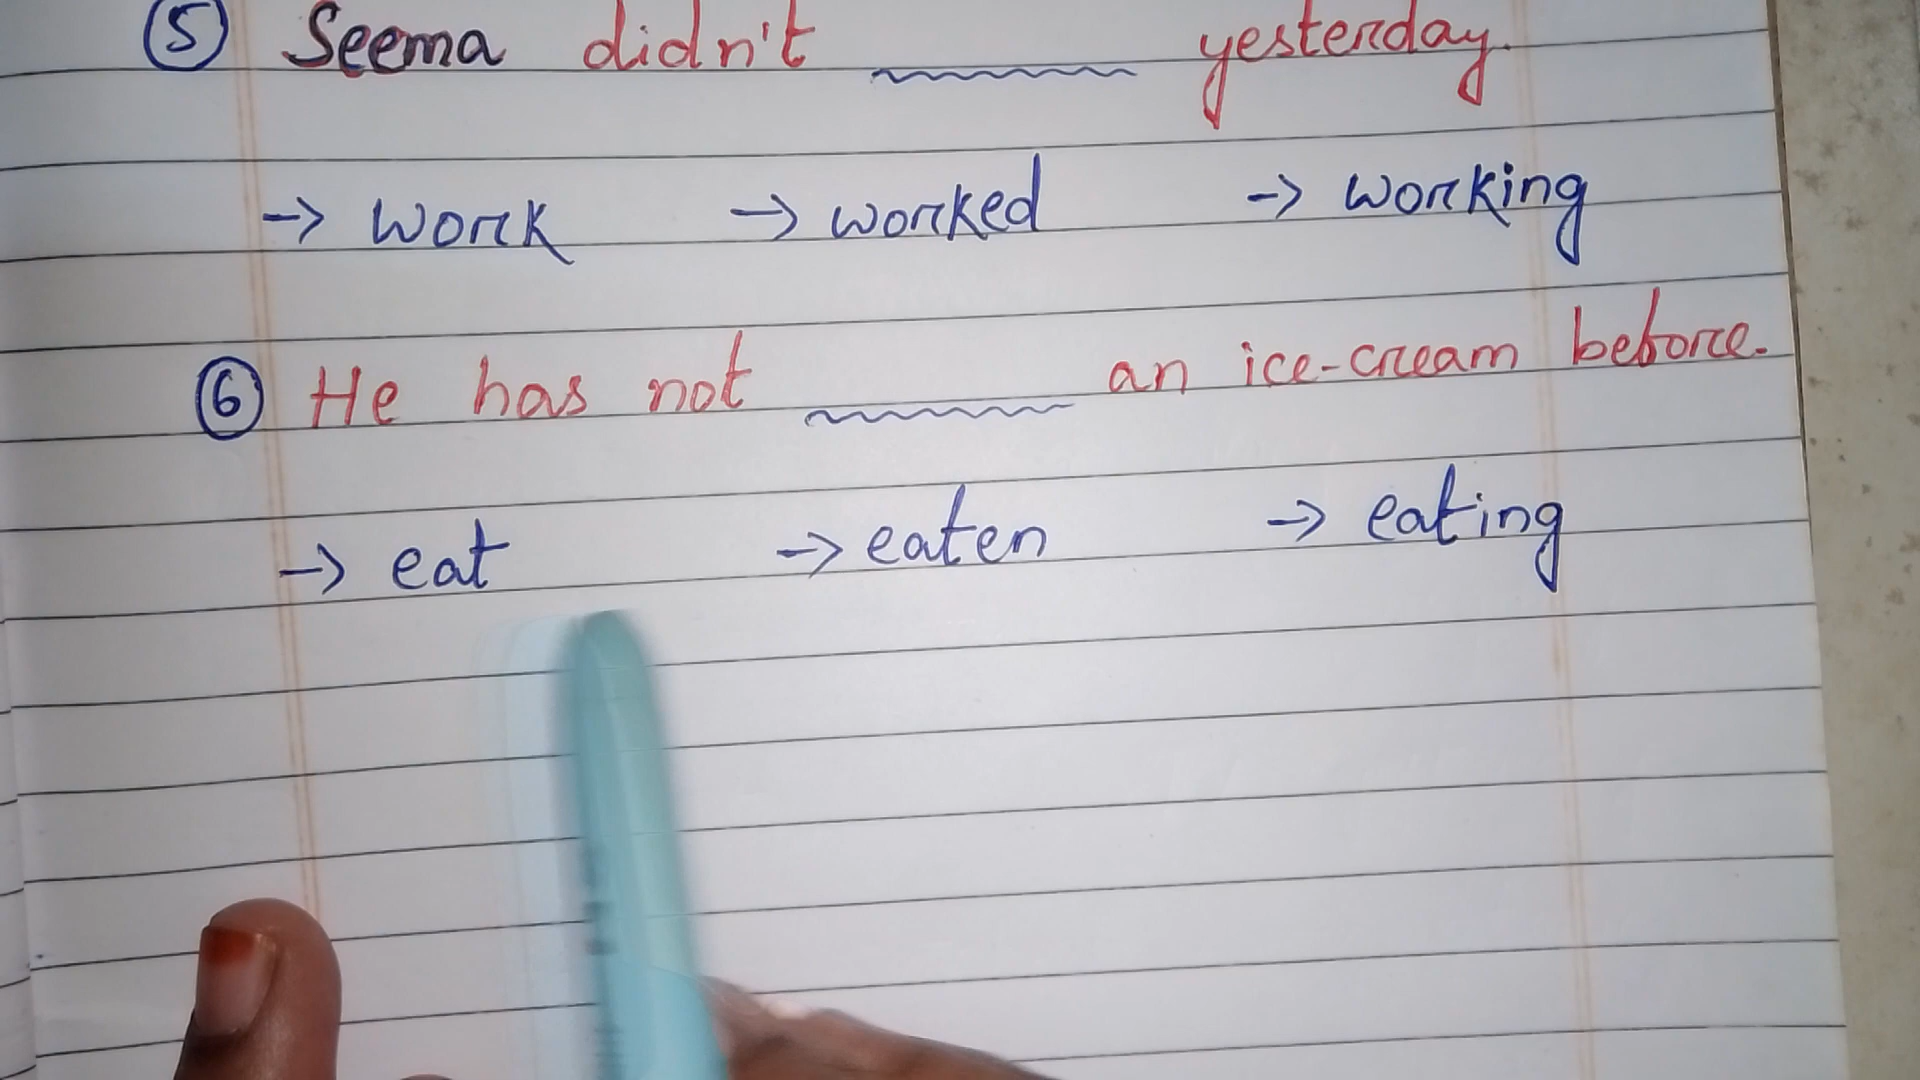 5 Seema didn't ______ yesterday.
→ work → worked → working
6 He has not ______ an ice-cream before.
→ eat → eaten → eating